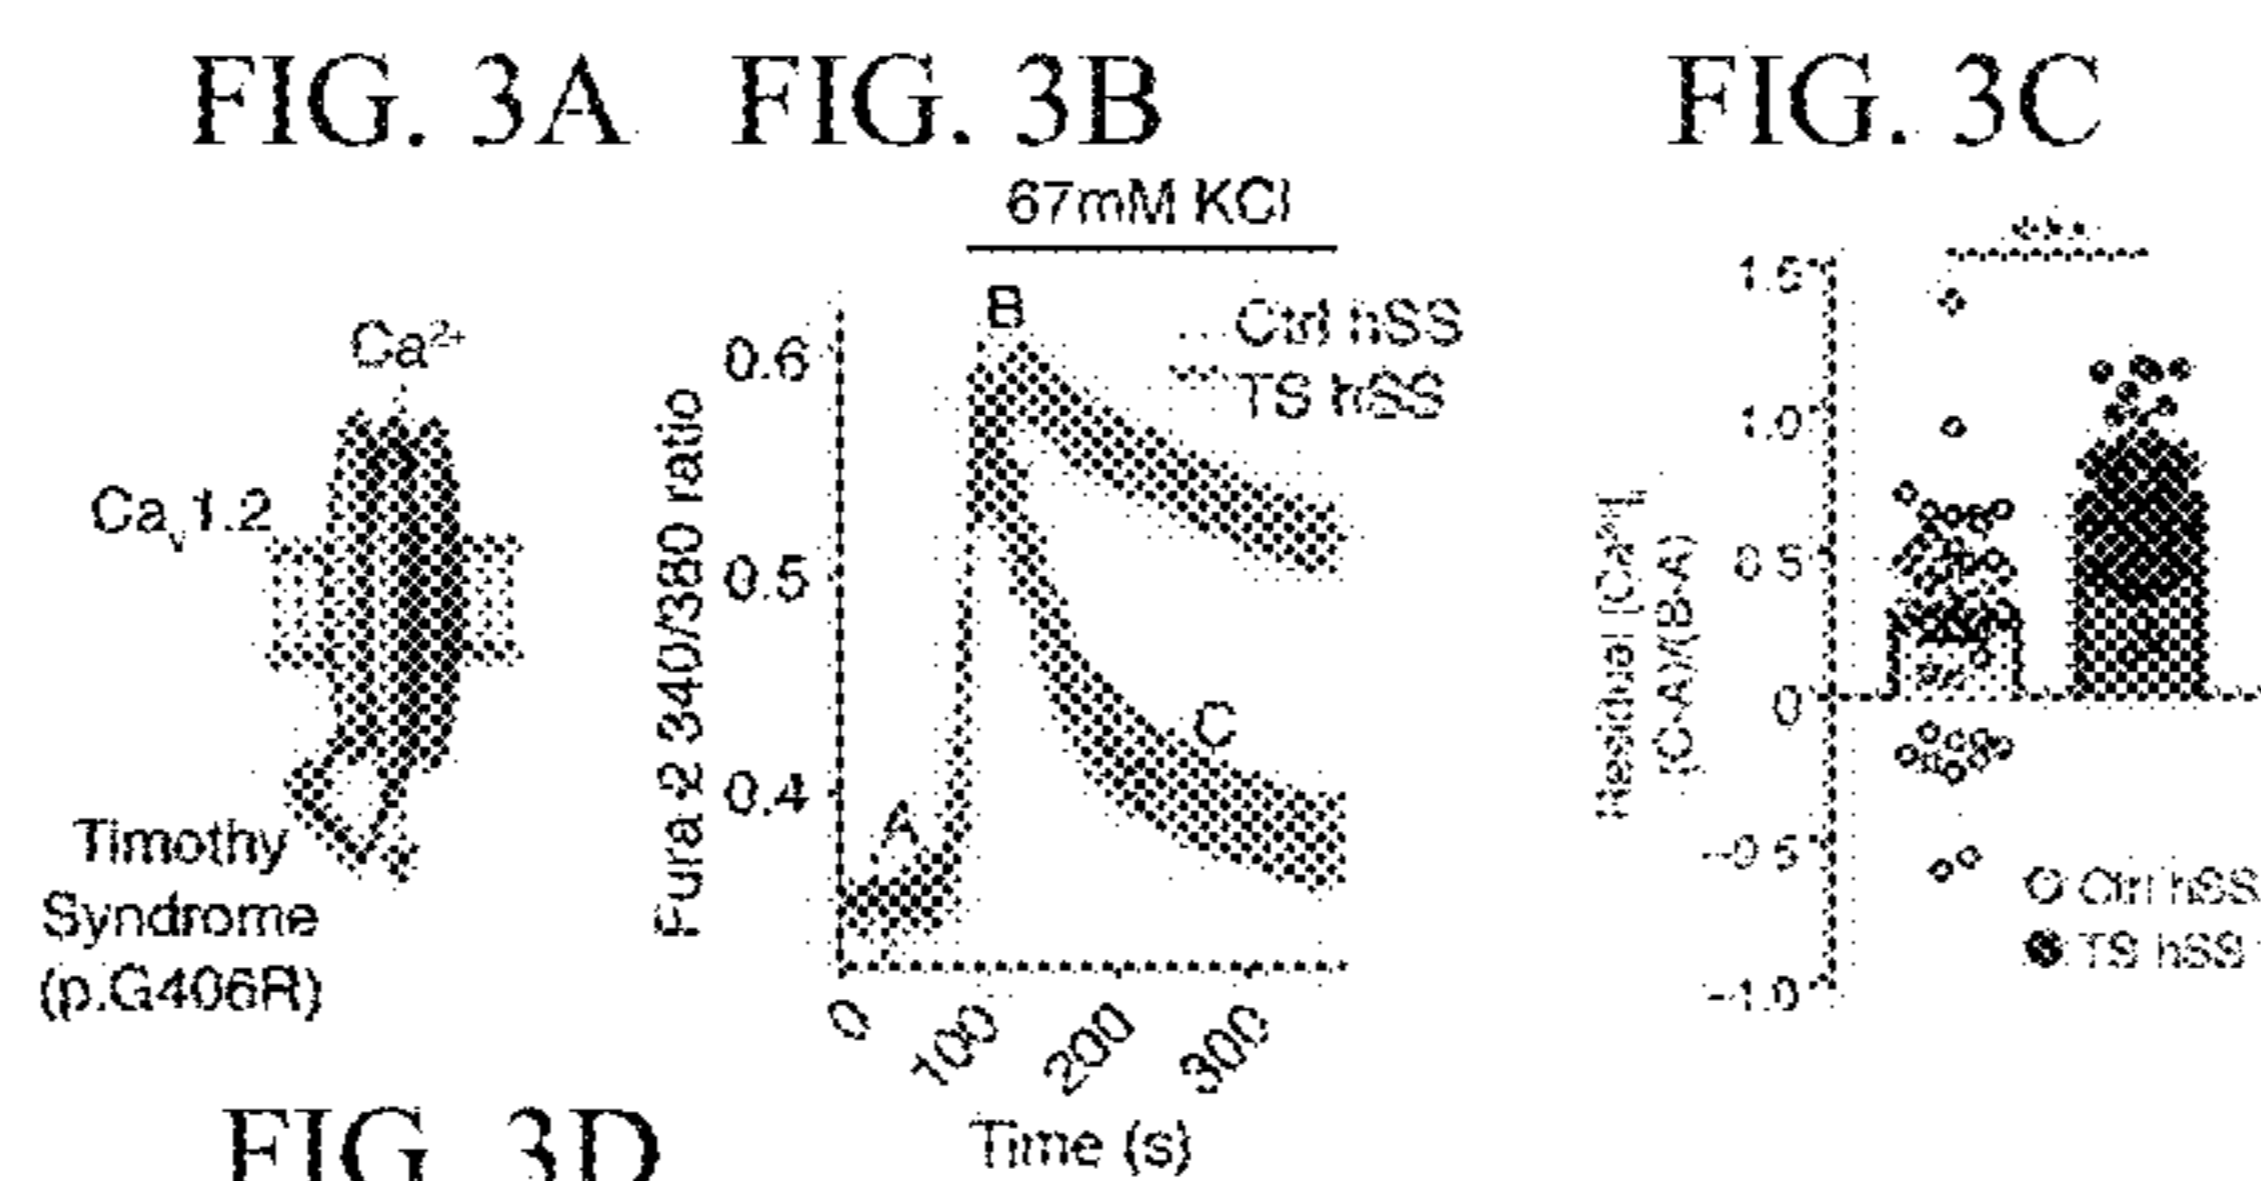 FIG. 3A
Ca²⁺
Caᵥ1.2
Timothy
Syndrome
(p.G406R)
FIG. 3B
67mM KCl
B
Ctrl hSS
TS hSS
0.6
0.5
0.4
A
C
Fura 2 340/380 ratio
0
100
200
300
Time (s)
FIG. 3C
***
1.5
1.0
0.5
0
-0.5
-1.0
Residual [Ca²⁺]ᵢ
(C-A)/(B-A)
Ctrl hSS
TS hSS
FIG. 3D